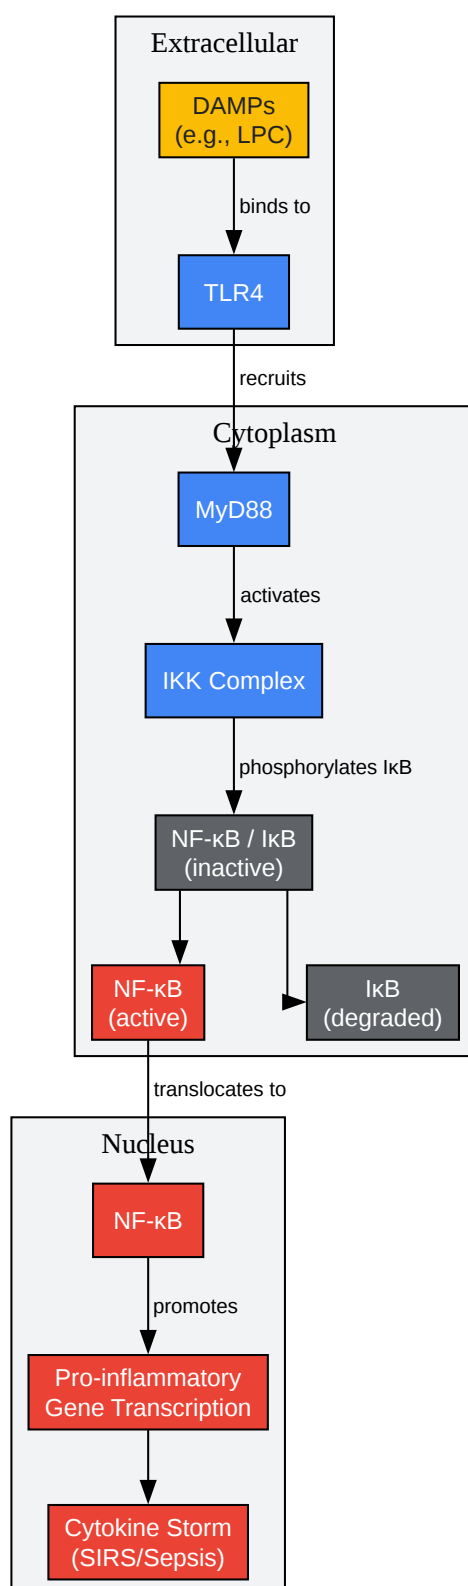 Extracellular
DAMPs
(e.g., LPC)
binds to
TLR4
recruits
Cytoplasm
MyD88
activates
IKK Complex
phosphorylates IκB
NF-κB / IκB
(inactive)
NF-κB
(active)
IκB
(degraded)
translocates to
Nucleus
NF-κB
promotes
Pro-inflammatory
Gene Transcription
Cytokine Storm
(SIRS/Sepsis)